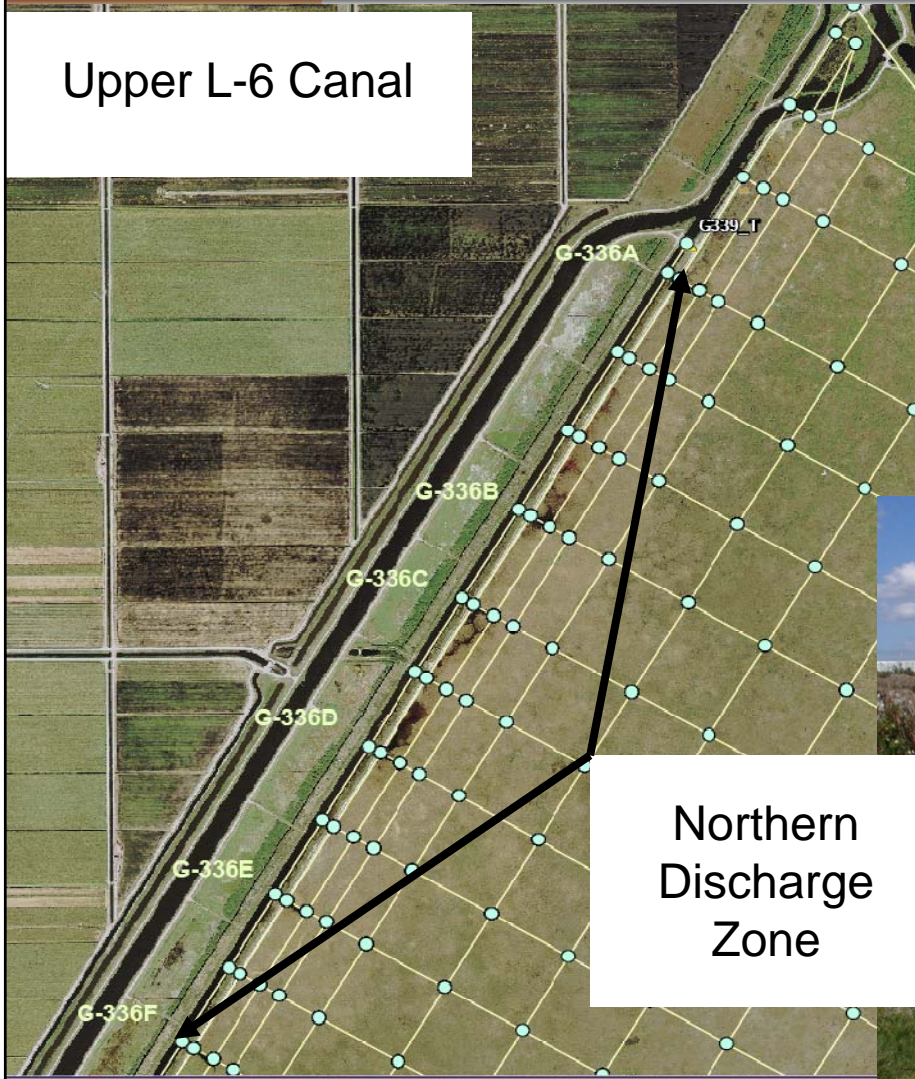 Upper L-6 Canal
G339_T
G-336A
G-336B
G-336C
G-336D
G-336E
G-336F
Northern
Discharge
Zone